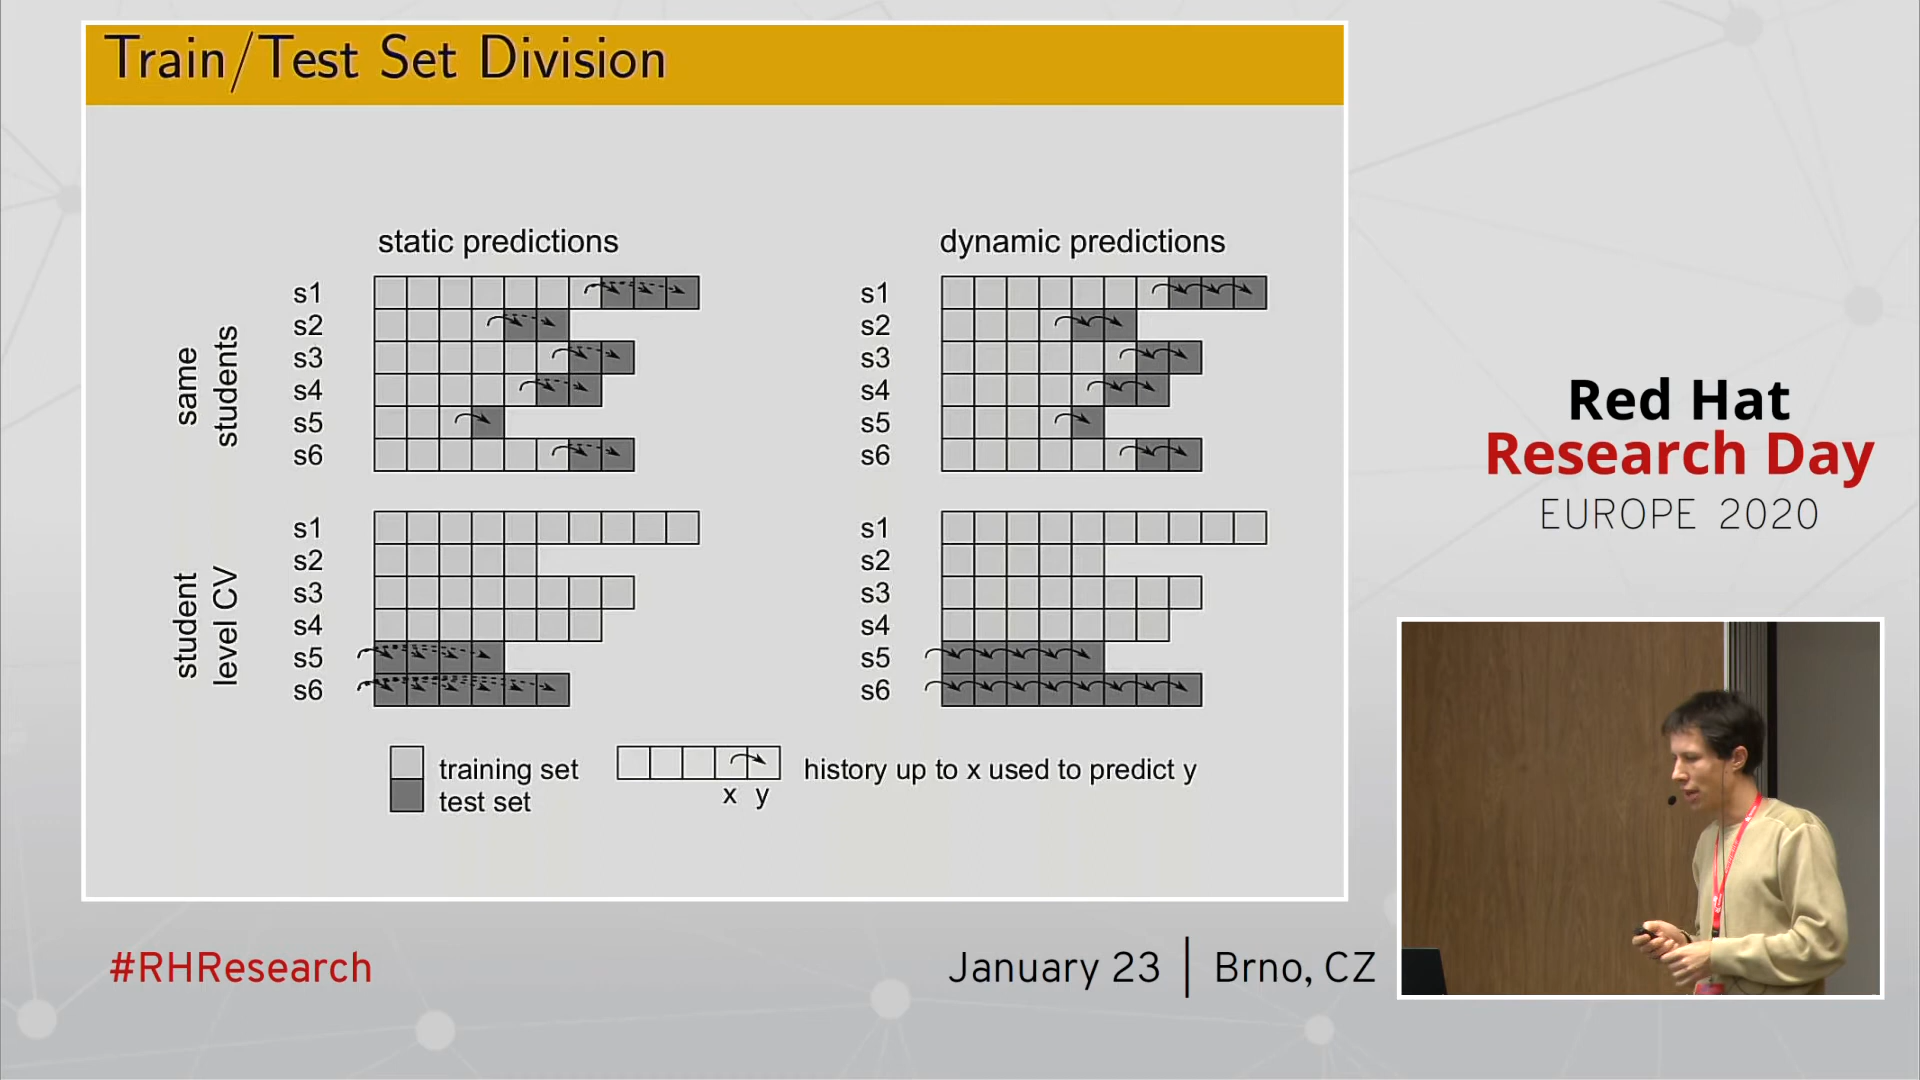 Train/Test Set Division
static predictions
dynamic predictions
same
students
s1
s2
s3
s4
s5
s6
s1
s2
s3
s4
s5
s6
student
level CV
s1
s2
s3
s4
s5
s6
s1
s2
s3
s4
s5
s6
training set
test set
x y
history up to x used to predict y
Red Hat
Research Day
EUROPE 2020
#RHResearch
January 23 | Brno, CZ